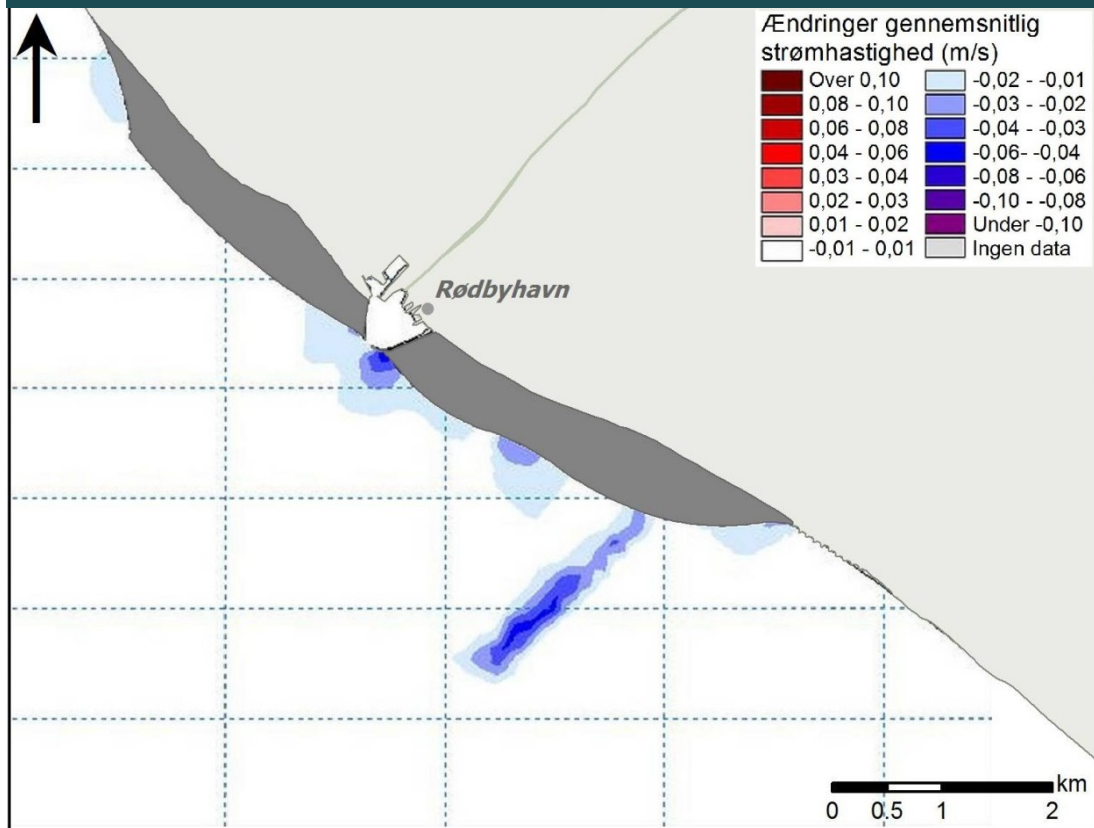 Ændringer gennemsnitlig
strømhastighed (m/s)
Over 0,10
0,08 - 0,10
0,06 - 0,08
0,04 - 0,06
0,03 - 0,04
0,02 - 0,03
0,01 - 0,02
-0,01 - 0,01
-0,02 - -0,01
-0,03 - -0,02
-0,04 - -0,03
-0,06- -0,04
-0,08 - -0,06
-0,10 - -0,08
Under -0,10
Ingen data
Rødbyhavn
km
0 0.5 1 2